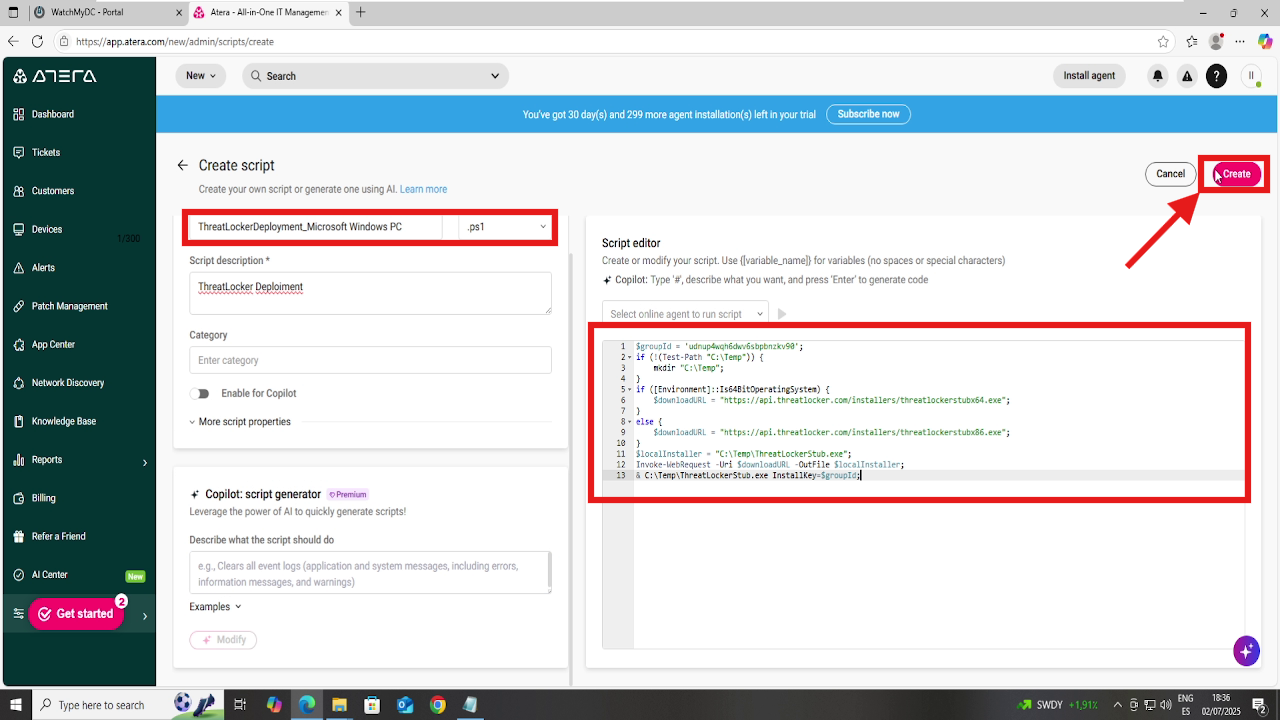 WatchMyDC - Portal
Atera - All-in-One IT Managemen
https://app.atera.com/new/admin/scripts/create
ATERA
New
Search
Install agent
You've got 30 day(s) and 299 more agent installation(s) left in your trial
Subscribe now
Dashboard
Tickets
Customers
Devices
1/300
Alerts
Patch Management
App Center
Network Discovery
Knowledge Base
Reports
Billing
Refer a Friend
AI Center
New
Get started
2
Create script
Create your own script or generate one using AI. Learn more
Cancel
Create
ThreatLockerDeployment_Microsoft Windows PC
.ps1
Script description *
ThreatLocker Deploiment
Category
Enter category
Enable for Copilot
More script properties
Copilot: script generator
Premium
Leverage the power of AI to quickly generate scripts!
Describe what the script should do
e.g., Clears all event logs (application and system messages, including errors,
information messages, and warnings)
Examples
Modify
Script editor
Create or modify your script. Use {[variable_name]} for variables (no spaces or special characters)
Copilot: Type '#', describe what you want, and press 'Enter' to generate code
Select online agent to run script
1 $groupId = 'udnup4wqh6dwv6sbpbnzkv90';
2 if (!(Test-Path "C:\Temp")) {
3 mkdir "C:\Temp";
4 }
5 if ([Environment]::Is64BitOperatingSystem) {
6 $downloadURL = "https://api.threatlocker.com/installers/threatlockerstubx64.exe";
7 }
8 else {
9 $downloadURL = "https://api.threatlocker.com/installers/threatlockerstubx86.exe";
10 }
11 $localInstaller = "C:\Temp\ThreatLockerStub.exe";
12 Invoke-WebRequest -Uri $downloadURL -OutFile $localInstaller;
13 & C:\Temp\ThreatLockerStub.exe InstallKey=$groupId;
Type here to search
SWDY +1,91%
ENG
ES
18:36
02/07/2025
2